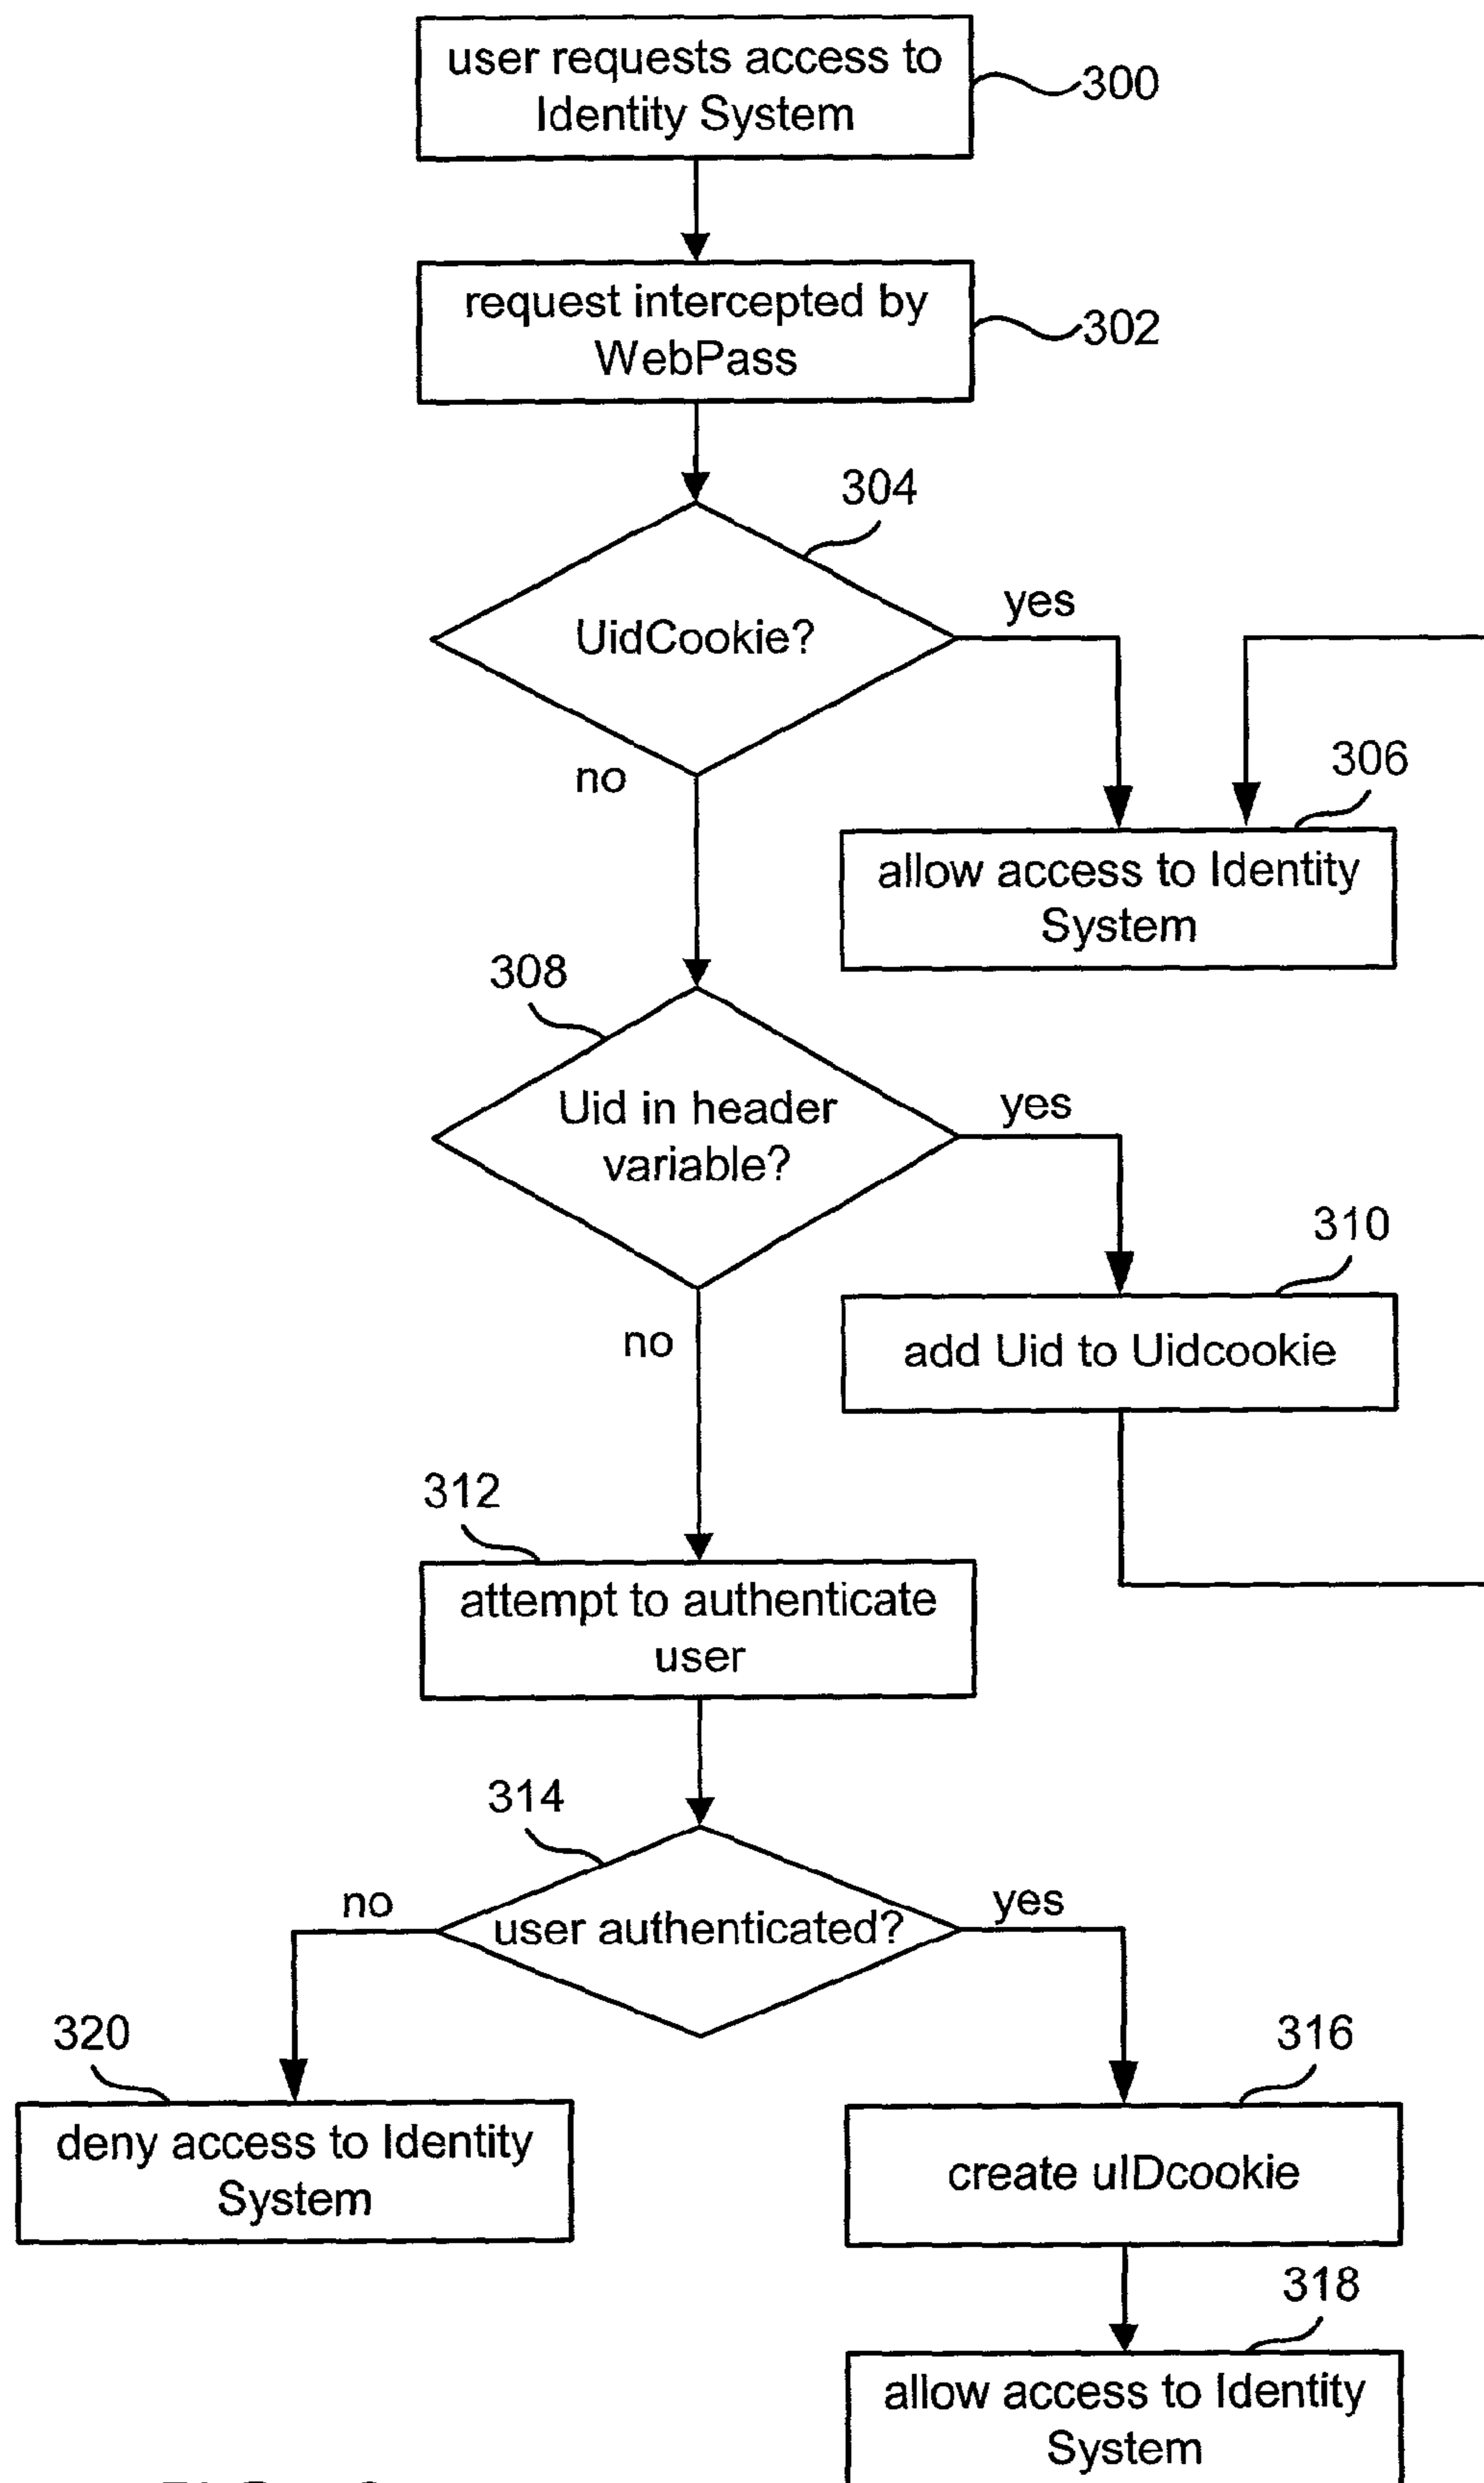 user requests access to
Identity System
300
request intercepted by
WebPass
302
304
UidCookie?
yes
no
306
allow access to Identity
System
308
Uid in header
variable?
yes
no
310
add Uid to Uidcookie
312
attempt to authenticate
user
314
user authenticated?
no
yes
320
deny access to Identity
System
316
create uIDcookie
318
allow access to Identity
System